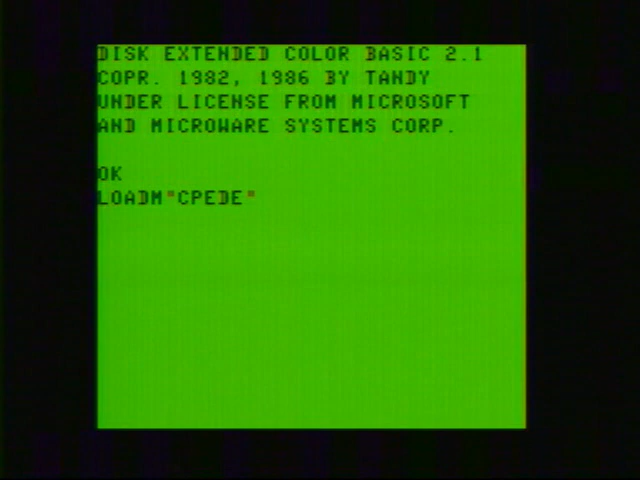 DISK EXTENDED COLOR BASIC 2.1
COPR. 1982, 1986 BY TANDY
UNDER LICENSE FROM MICROSOFT
AND MICROWARE SYSTEMS CORP.
OK
LOADM"CPEDE"